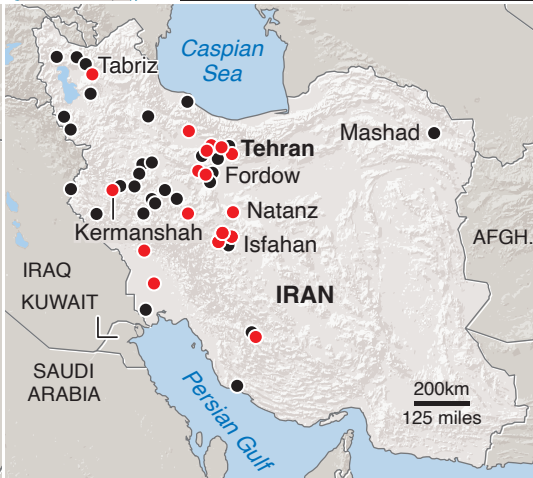 Caspian
Sea
Tabriz
Mashad
Tehran
Fordow
Natanz
Kermanshah
Isfahan
AFGH.
IRAQ
KUWAIT
IRAN
SAUDI
ARABIA
Persian Gulf
200km
125 miles